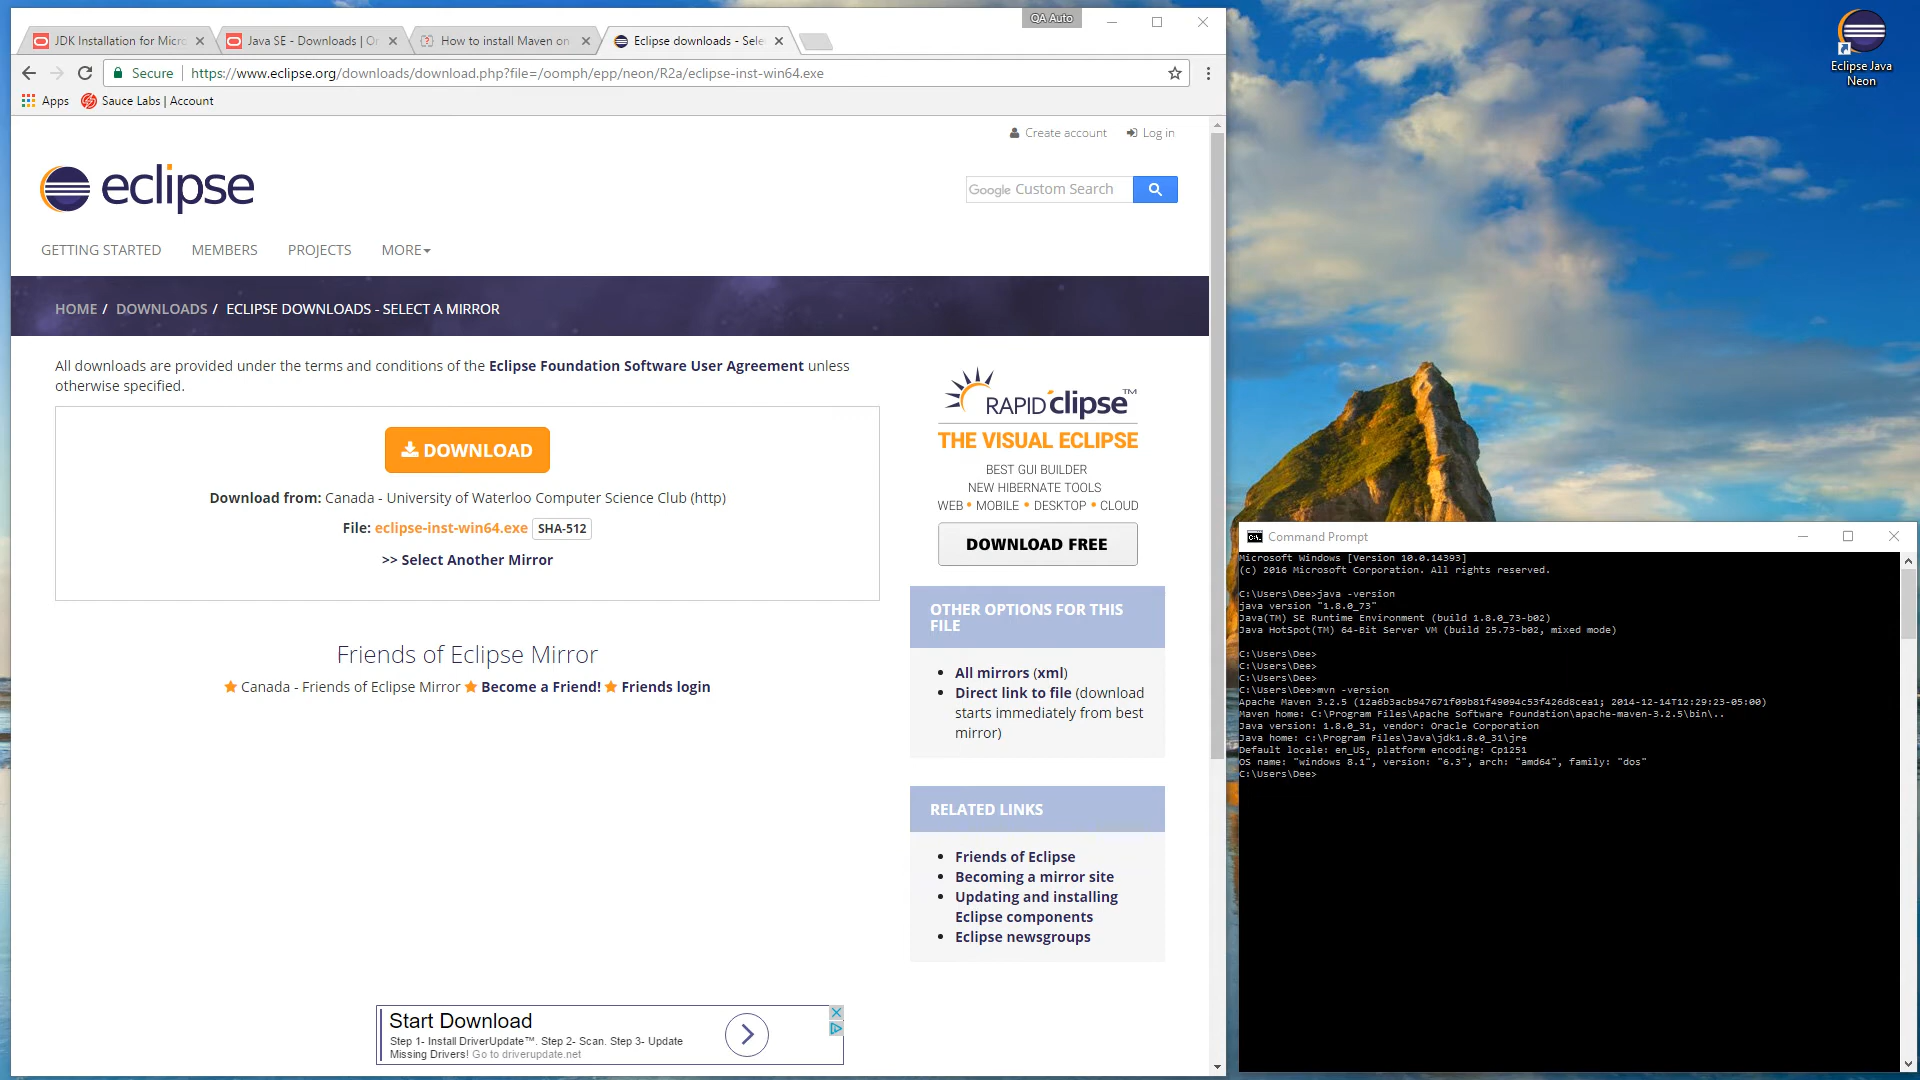 QA Auto
JDK Installation for Micro
Java SE - Downloads | Or
How to install Maven on
Eclipse downloads - Sele
Secure
https://www.eclipse.org/downloads/download.php?file=/oomph/epp/neon/R2a/eclipse-inst-win64.exe
Apps
Sauce Labs | Account
Create account
Log in
eclipse
Google Custom Search
GETTING STARTED
MEMBERS
PROJECTS
MORE
HOME / DOWNLOADS / ECLIPSE DOWNLOADS - SELECT A MIRROR
All downloads are provided under the terms and conditions of the Eclipse Foundation Software User Agreement unless
otherwise specified.
DOWNLOAD
Download from: Canada - University of Waterloo Computer Science Club (http)
File: eclipse-inst-win64.exe SHA-512
>> Select Another Mirror
Friends of Eclipse Mirror
Canada - Friends of Eclipse Mirror Become a Friend! Friends login
RAPID'clipse™
THE VISUAL ECLIPSE
BEST GUI BUILDER
NEW HIBERNATE TOOLS
WEB • MOBILE • DESKTOP • CLOUD
DOWNLOAD FREE
OTHER OPTIONS FOR THIS
FILE
All mirrors (xml)
Direct link to file (download
starts immediately from best
mirror)
RELATED LINKS
Friends of Eclipse
Becoming a mirror site
Updating and installing
Eclipse components
Eclipse newsgroups
Start Download
Step 1- Install DriverUpdate™. Step 2- Scan. Step 3- Update
Missing Drivers! Go to driverupdate.net
Eclipse Java
Neon
Command Prompt
Microsoft Windows [Version 10.0.14393]
(c) 2016 Microsoft Corporation. All rights reserved.
C:\Users\Dee>java -version
java version "1.8.0_73"
Java(TM) SE Runtime Environment (build 1.8.0_73-b02)
Java HotSpot(TM) 64-Bit Server VM (build 25.73-b02, mixed mode)
C:\Users\Dee>
C:\Users\Dee>
C:\Users\Dee>
C:\Users\Dee>mvn -version
Apache Maven 3.2.5 (12a6b3acb947671f09b81f49094c53f426d8cea1; 2014-12-14T12:29:23-05:00)
Maven home: C:\Program Files\Apache Software Foundation\apache-maven-3.2.5\bin\..
Java version: 1.8.0_31, vendor: Oracle Corporation
Java home: c:\Program Files\Java\jdk1.8.0_31\jre
Default locale: en_US, platform encoding: Cp1251
OS name: "windows 8.1", version: "6.3", arch: "amd64", family: "dos"
C:\Users\Dee>